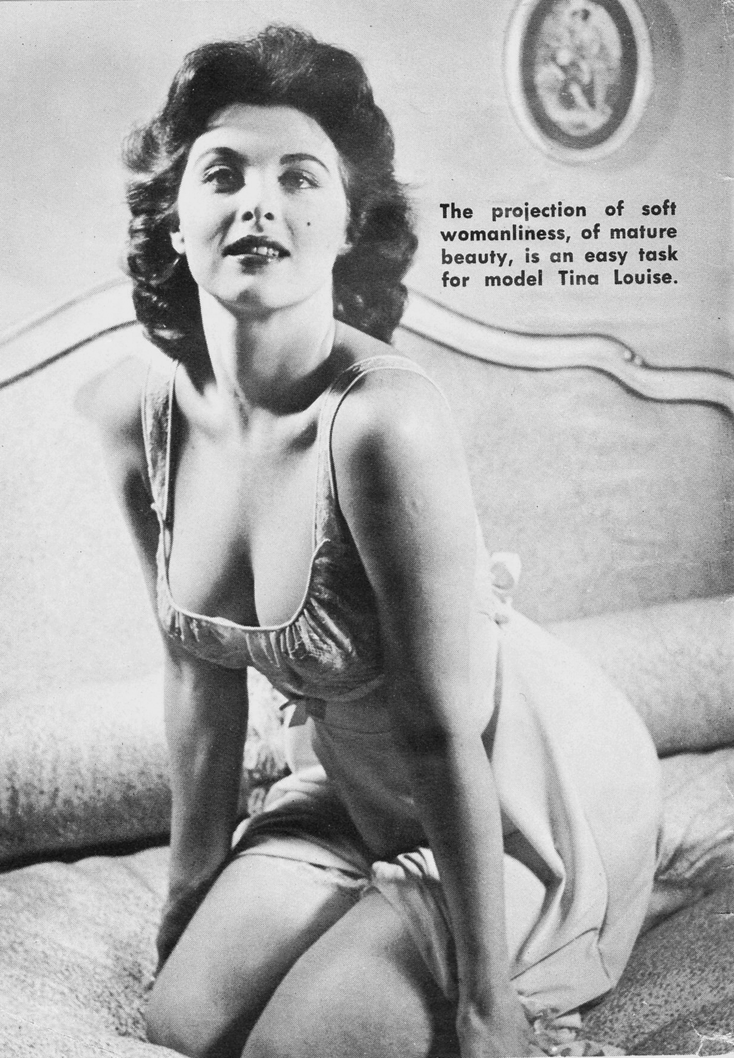 The projection of soft
womanliness, of mature
beauty, is an easy task
for model Tina Louise.